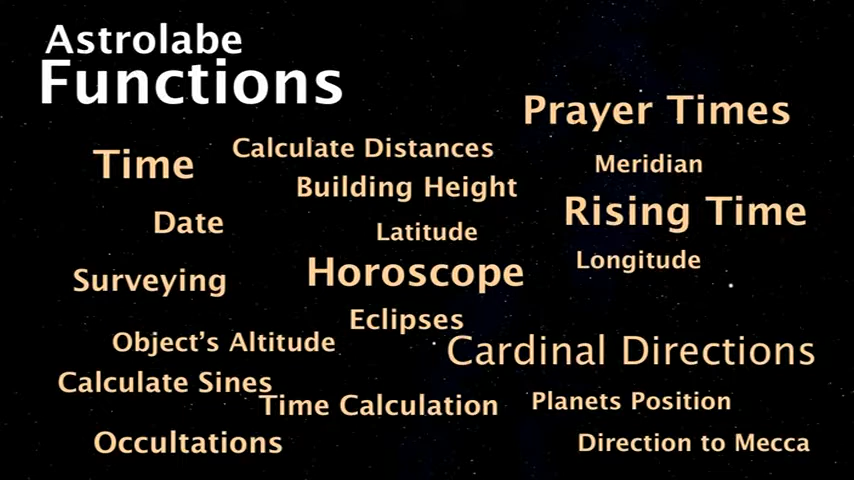 Astrolabe
Functions
Prayer Times
Time
Calculate Distances
Meridian
Building Height
Rising Time
Date
Latitude
Longitude
Surveying
Horoscope
Eclipses
Object’s Altitude
Cardinal Directions
Calculate Sines
Time Calculation
Planets Position
Occultations
Direction to Mecca